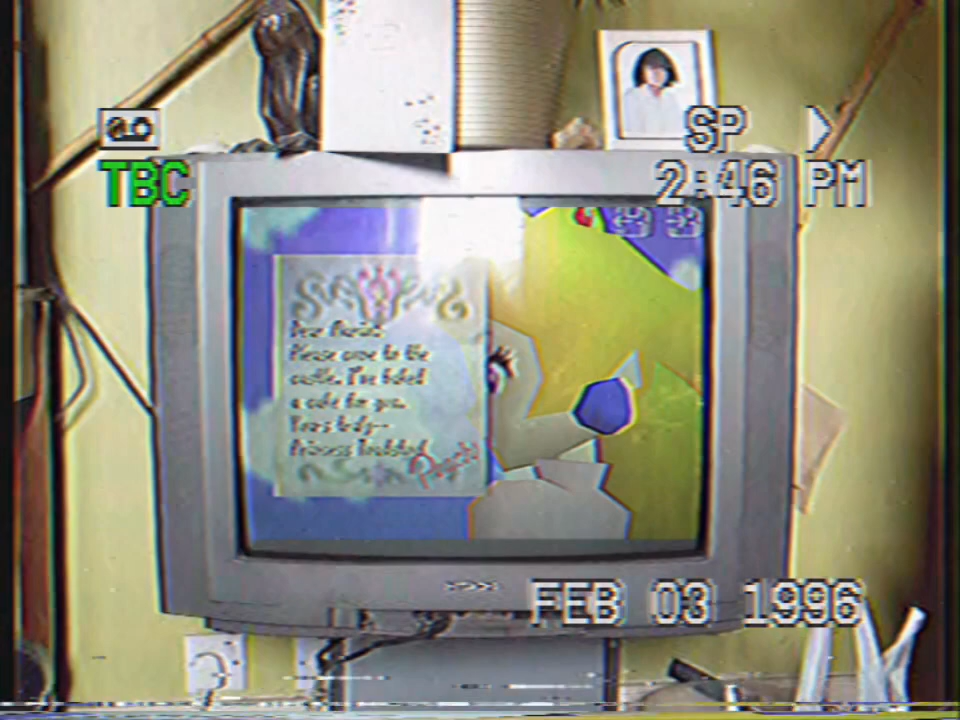 SP
TBC
2:46 PM
Dear Mario:
Please come to the
castle. I've baked
a cake for you.
Yours truly--
Princess Toadstool
Peach
FEB 03 1996